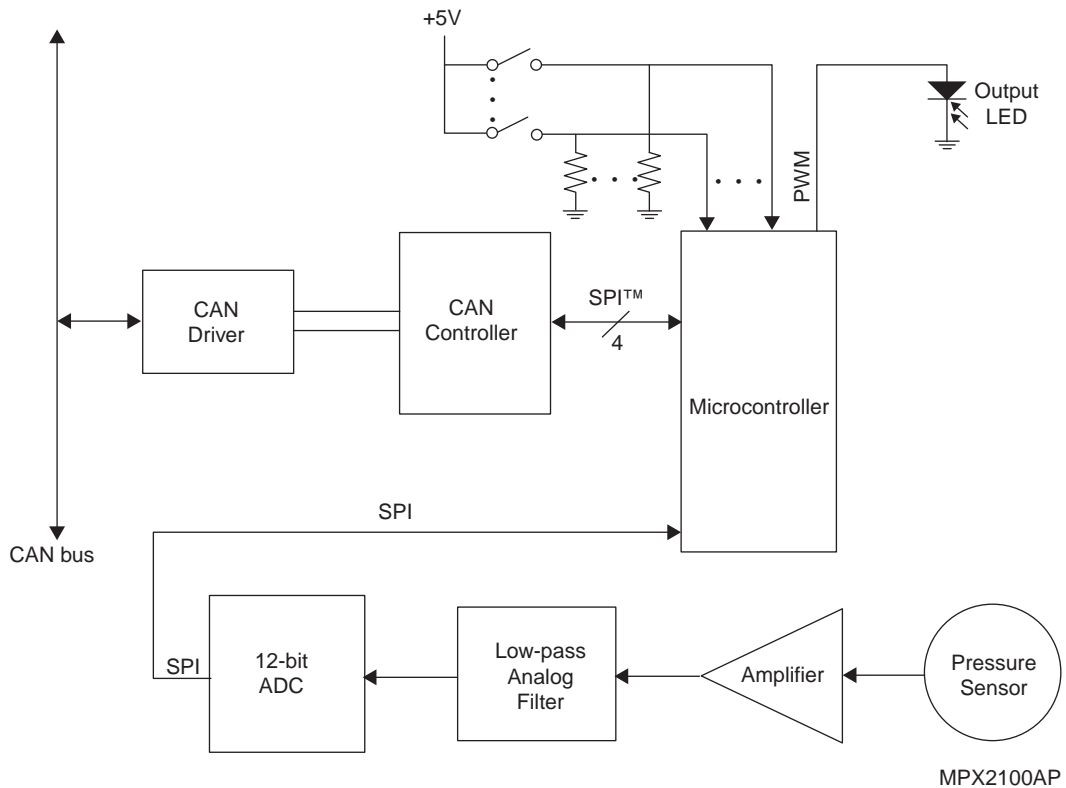 +5V
Output
LED
PWM
CAN
Driver
CAN
Controller
SPI™
4
Microcontroller
SPI
CAN bus
SPI
12-bit
ADC
Low-pass
Analog
Filter
Amplifier
Pressure
Sensor
MPX2100AP